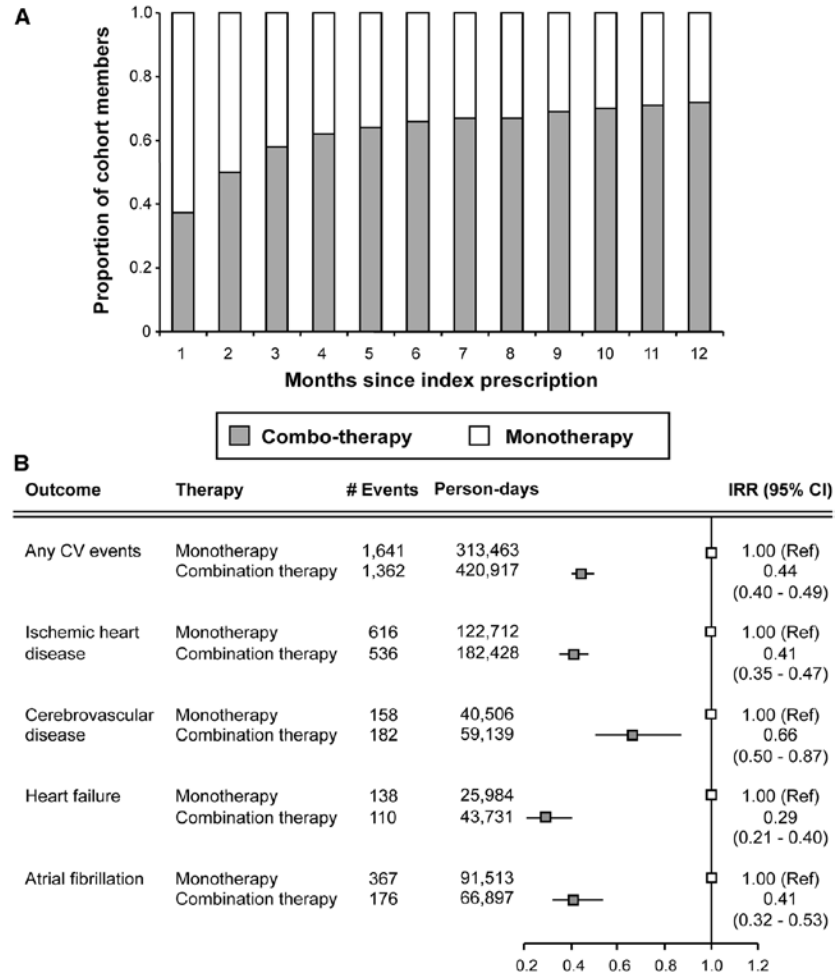 A
Proportion of cohort members
1.0
0.8
0.6
0.4
0.2
0
1 2 3 4 5 6 7 8 9 10 11 12
Months since index prescription
Combo-therapy Monotherapy
B
Outcome Therapy # Events Person-days IRR (95% CI)
Any CV events Monotherapy 1,641 313,463 1.00 (Ref)
Combination therapy 1,362 420,917 0.44
(0.40 - 0.49)
Ischemic heart Monotherapy 616 122,712 1.00 (Ref)
disease Combination therapy 536 182,428 0.41
(0.35 - 0.47)
Cerebrovascular Monotherapy 158 40,506 1.00 (Ref)
disease Combination therapy 182 59,139 0.66
(0.50 - 0.87)
Heart failure Monotherapy 138 25,984 1.00 (Ref)
Combination therapy 110 43,731 0.29
(0.21 - 0.40)
Atrial fibrillation Monotherapy 367 91,513 1.00 (Ref)
Combination therapy 176 66,897 0.41
(0.32 - 0.53)
0.2 0.4 0.6 0.8 1.0 1.2